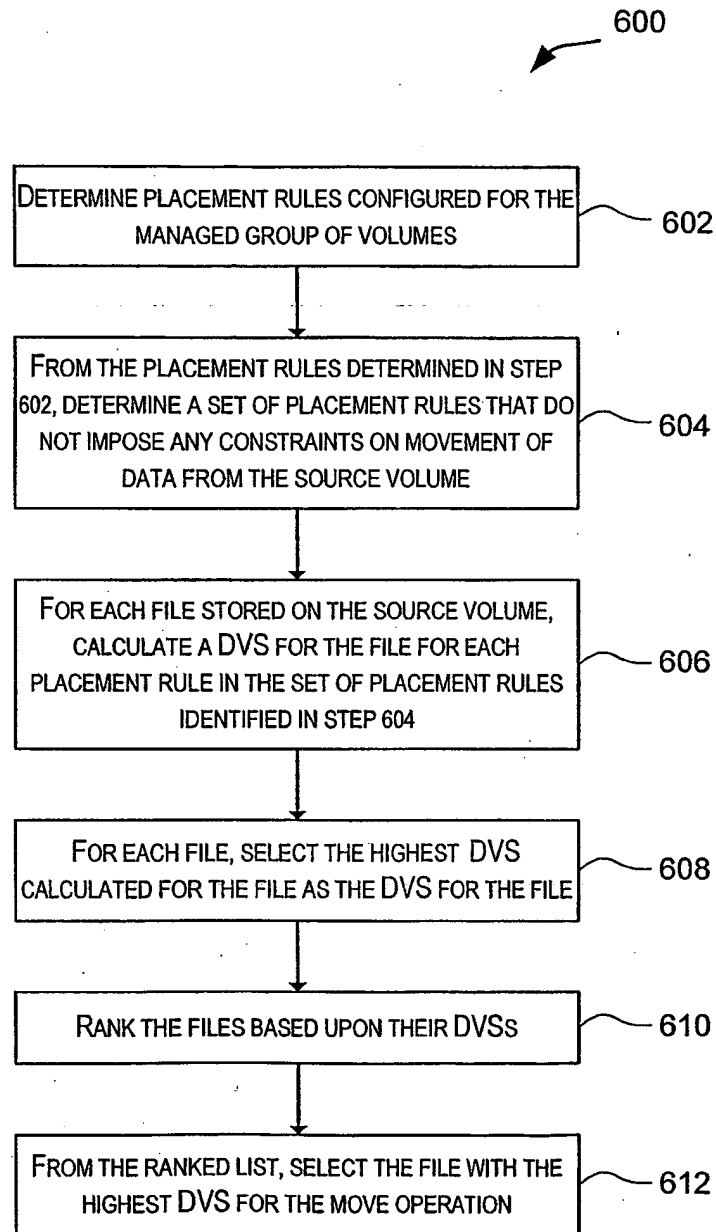 600
DETERMINE PLACEMENT RULES CONFIGURED FOR THE
MANAGED GROUP OF VOLUMES
602
FROM THE PLACEMENT RULES DETERMINED IN STEP
602, DETERMINE A SET OF PLACEMENT RULES THAT DO
NOT IMPOSE ANY CONSTRAINTS ON MOVEMENT OF
DATA FROM THE SOURCE VOLUME
604
FOR EACH FILE STORED ON THE SOURCE VOLUME,
CALCULATE A DVS FOR THE FILE FOR EACH
PLACEMENT RULE IN THE SET OF PLACEMENT RULES
IDENTIFIED IN STEP 604
606
FOR EACH FILE, SELECT THE HIGHEST DVS
CALCULATED FOR THE FILE AS THE DVS FOR THE FILE
608
RANK THE FILES BASED UPON THEIR DVSS
610
FROM THE RANKED LIST, SELECT THE FILE WITH THE
HIGHEST DVS FOR THE MOVE OPERATION
612